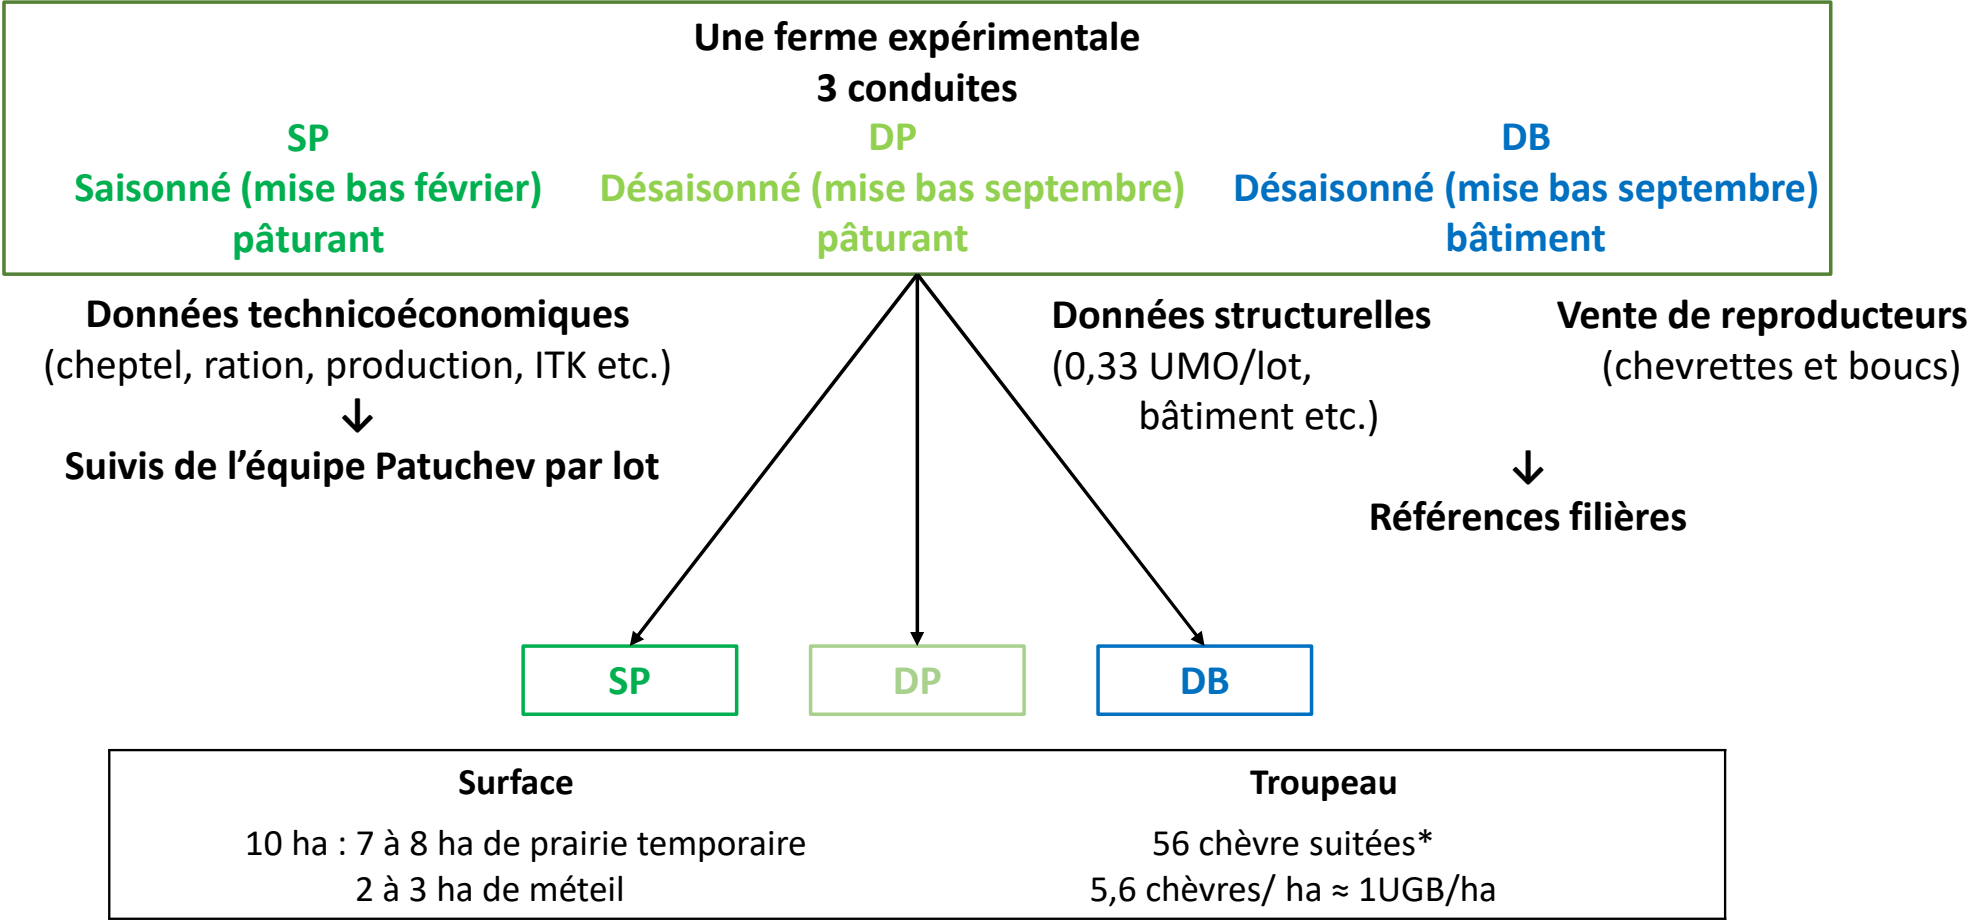 Une ferme expérimentale
3 conduites
SP
Saisonné (mise bas février)
pâturant
DP
Désaisonné (mise bas septembre)
pâturant
DB
Désaisonné (mise bas septembre)
bâtiment
Données technicoéconomiques
(cheptel, ration, production, ITK etc.)
↓
Suivis de l'équipe Patuchev par lot
Données structurelles
(0,33 UMO/lot,
bâtiment etc.)
Vente de reproducteurs
(chevrettes et boucs)
↓
Références filières
SP
DP
DB
Surface
10 ha : 7 à 8 ha de prairie temporaire
2 à 3 ha de méteil
Troupeau
56 chèvre suitées*
5,6 chèvres/ ha ≈ 1UGB/ha